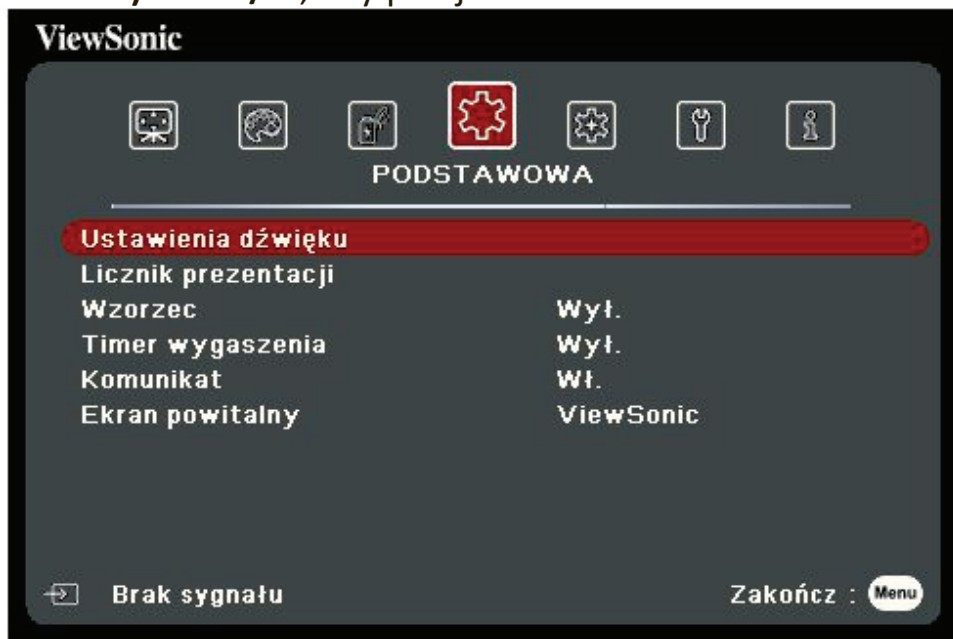 ViewSonic
PODSTAWOWA
Ustawienia dźwięku
Licznik prezentacji
Wzorzec Wył.
Timer wygaszenia Wył.
Komunikat Wł.
Ekran powitalny ViewSonic
Brak sygnału Zakończ : Menu